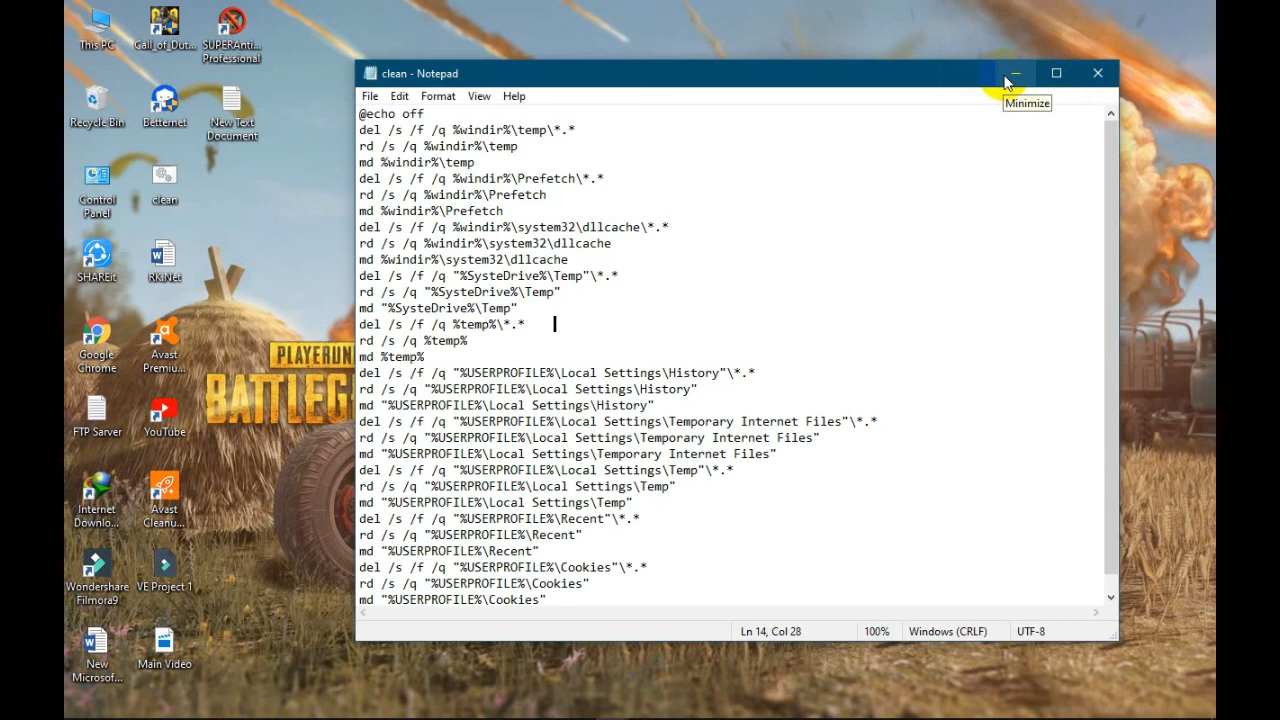 This PC
Call_of_Dut...
SUPERAnti...
Professional
Recycle Bin
Betternet
New Text
Document
Control
Panel
clean
SHAREit
RKiNet
Google
Chrome
Avast
Premiu...
FTP Sarver
YouTube
Internet
Downlo...
Avast
Cleanu...
Wondershare
Filmora9
VE Project 1
New
Microsof...
Main Video
PLAYERUN
BATTLEG
clean - Notepad
Minimize
File Edit Format View Help
@echo off
del /s /f /q %windir%\temp\*.*
rd /s /q %windir%\temp
md %windir%\temp
del /s /f /q %windir%\Prefetch\*.*
rd /s /q %windir%\Prefetch
md %windir%\Prefetch
del /s /f /q %windir%\system32\dllcache\*.*
rd /s /q %windir%\system32\dllcache
md %windir%\system32\dllcache
del /s /f /q "%SysteDrive%\Temp"\*.*
rd /s /q "%SysteDrive%\Temp"
md "%SysteDrive%\Temp"
del /s /f /q %temp%\*.*
rd /s /q %temp%
md %temp%
del /s /f /q "%USERPROFILE%\Local Settings\History"\*.*
rd /s /q "%USERPROFILE%\Local Settings\History"
md "%USERPROFILE%\Local Settings\History"
del /s /f /q "%USERPROFILE%\Local Settings\Temporary Internet Files"\*.*
rd /s /q "%USERPROFILE%\Local Settings\Temporary Internet Files"
md "%USERPROFILE%\Local Settings\Temporary Internet Files"
del /s /f /q "%USERPROFILE%\Local Settings\Temp"\*.*
rd /s /q "%USERPROFILE%\Local Settings\Temp"
md "%USERPROFILE%\Local Settings\Temp"
del /s /f /q "%USERPROFILE%\Recent"\*.*
rd /s /q "%USERPROFILE%\Recent"
md "%USERPROFILE%\Recent"
del /s /f /q "%USERPROFILE%\Cookies"\*.*
rd /s /q "%USERPROFILE%\Cookies"
md "%USERPROFILE%\Cookies"
Ln 14, Col 28 100% Windows (CRLF) UTF-8